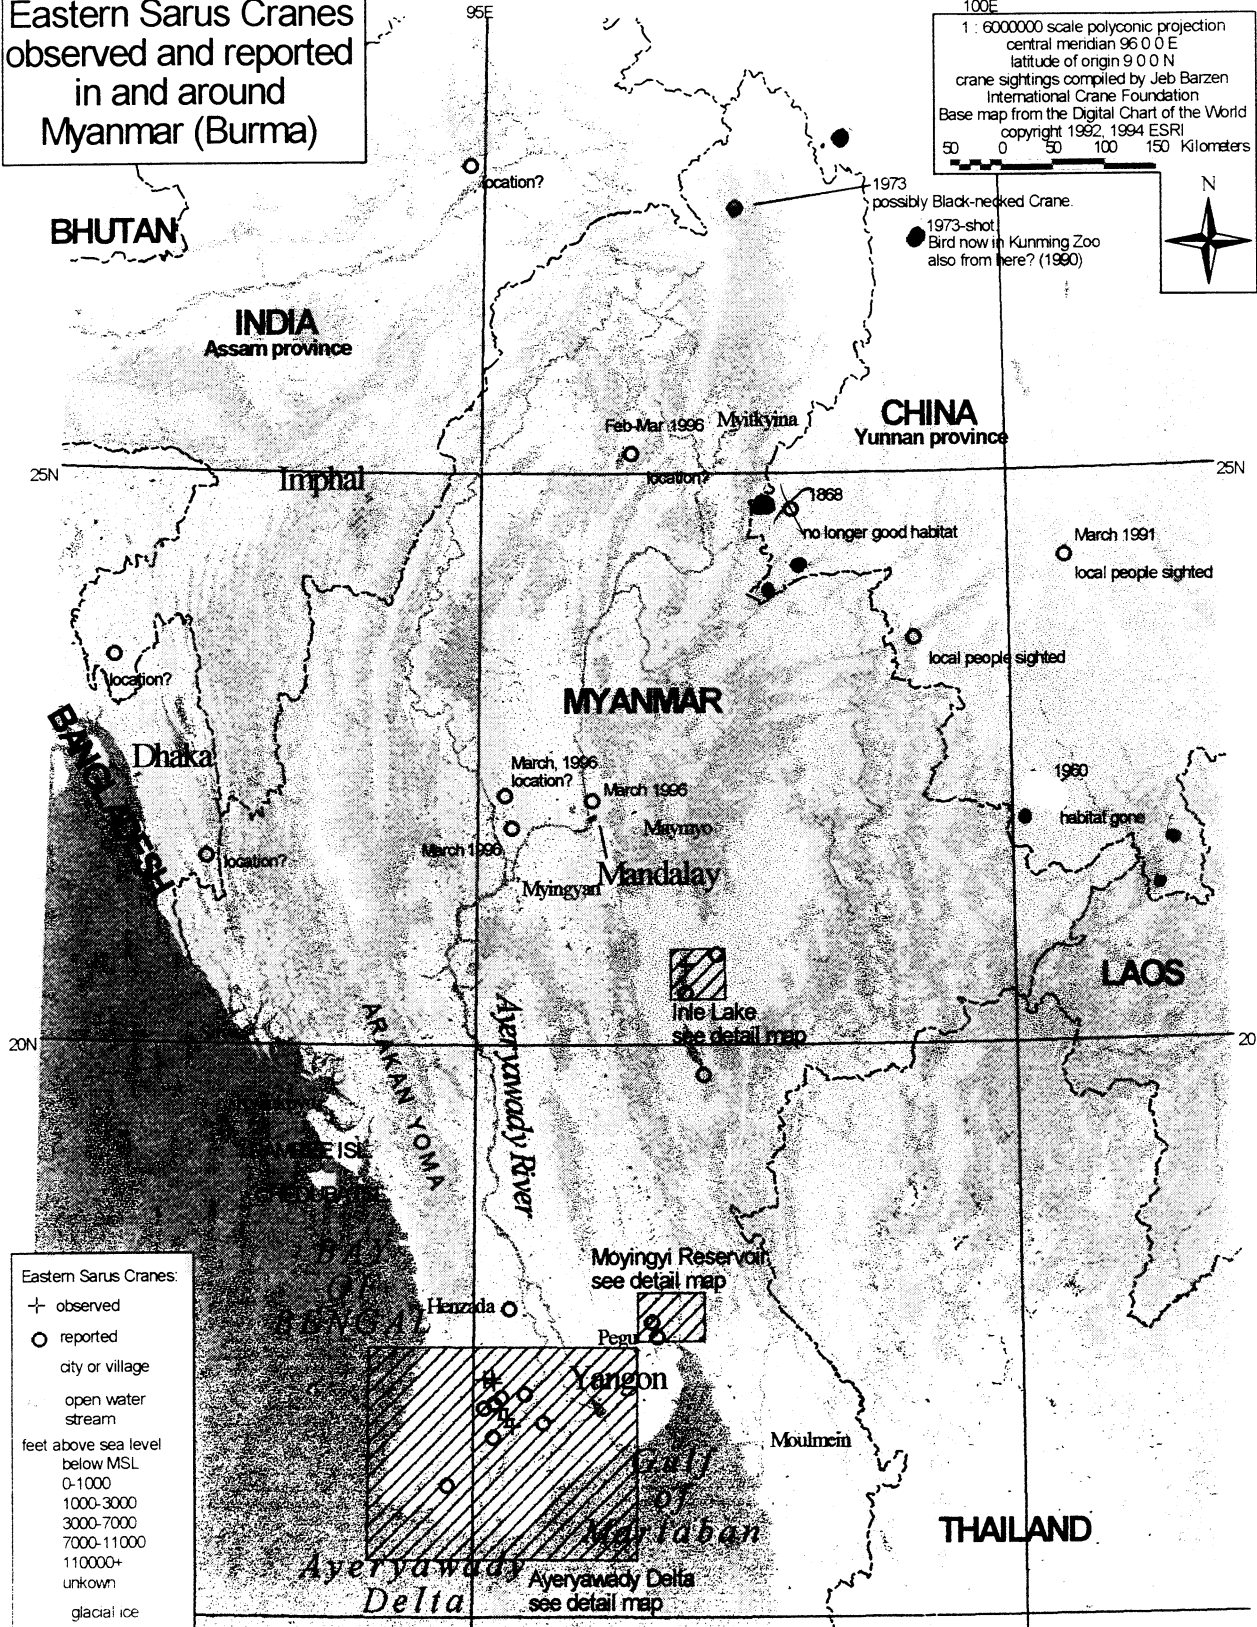 Eastern Sarus Cranes
observed and reported
in and around
Myanmar (Burma)
95E
100E
1 : 6000000 scale polyconic projection
central meridian 96 0 0 E
latitude of origin 9 0 0 N
crane sightings compiled by Jeb Barzen
International Crane Foundation
Base map from the Digital Chart of the World
copyright 1992, 1994 ESRI
50 0 50 100 150 Kilometers
N
location?
1973
possibly Black-necked Crane.
1973-shot
Bird now in Kunming Zoo
also from here? (1990)
BHUTAN
INDIA
Assam province
CHINA
Yunnan province
Feb-Mar 1996
Myitkyina
location?
25N
25N
Imphal
1868
no longer good habitat
March 1991
local people sighted
local people sighted
location?
MYANMAR
BANGLADESH
Dhaka
March, 1996
location?
March 1996
1960
habitat gone
Maymyo
March 1996
location?
Mandalay
Myingyan
LAOS
Inle Lake
see detail map
20N
20
ARAKAN YOMA
Ayeryawady River
BAY
OF
BENGAL
Moyingyi Reservoir
see detail map
Henzada
Pegu
Yangon
Moulmein
Gulf
of
Martaban
THAILAND
Ayeryawady
Delta
Ayeryawady Delta
see detail map
Eastern Sarus Cranes:
observed
reported
city or village
open water
stream
feet above sea level
below MSL
0-1000
1000-3000
3000-7000
7000-11000
110000+
unkown
glacial ice